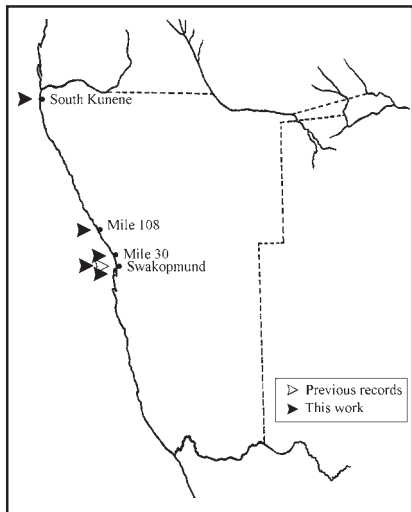 South Kunene
Mile 108
Mile 30
Swakopmund
Previous records
This work